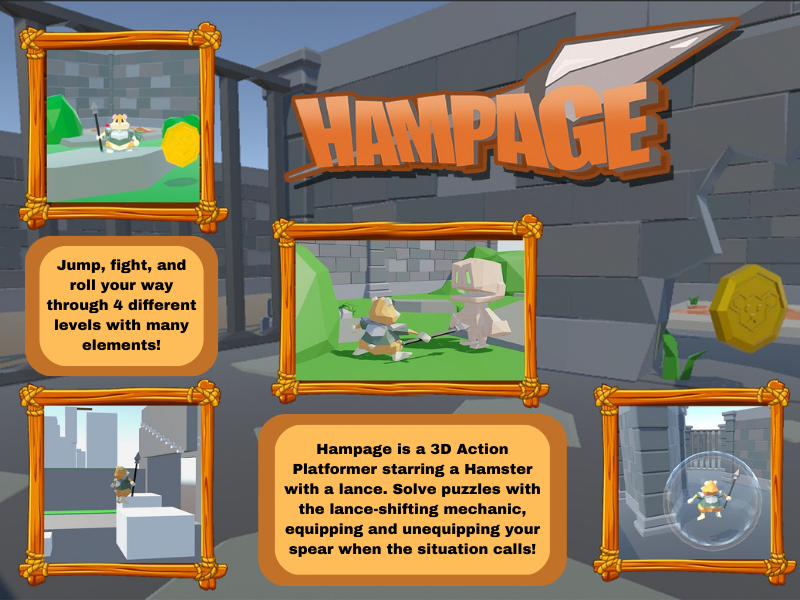 HAMPAGE
Jump, fight, and
roll your way
through 4 different
levels with many
elements!
Hampage is a 3D Action
Platformer starring a Hamster
with a lance. Solve puzzles with
the lance-shifting mechanic,
equipping and unequipping your
spear when the situation calls!